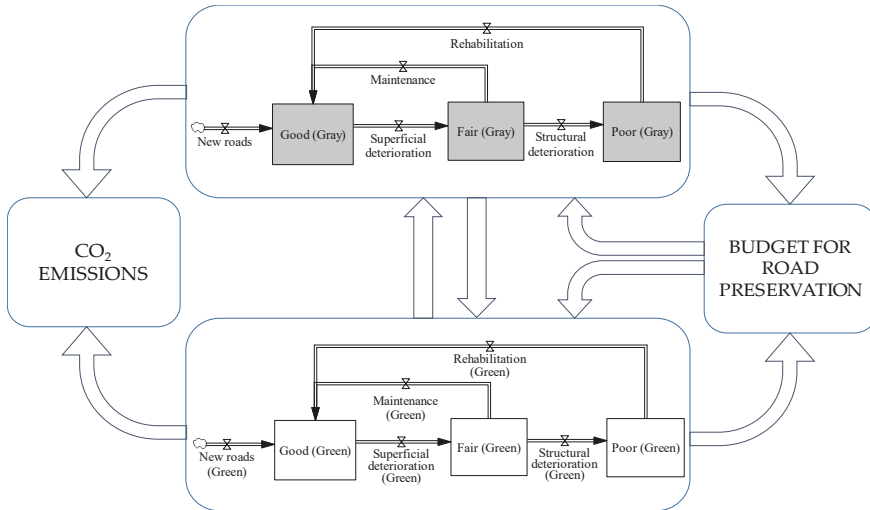 Rehabilitation
Maintenance
Good (Gray)
Fair (Gray)
Poor (Gray)
New roads
Superficial
deterioration
Structural
deterioration
CO₂
EMISSIONS
BUDGET FOR
ROAD
PRESERVATION
Rehabilitation
(Green)
Maintenance
(Green)
Good (Green)
Fair (Green)
Poor (Green)
New roads
(Green)
Superficial
deterioration
(Green)
Structural
deterioration
(Green)